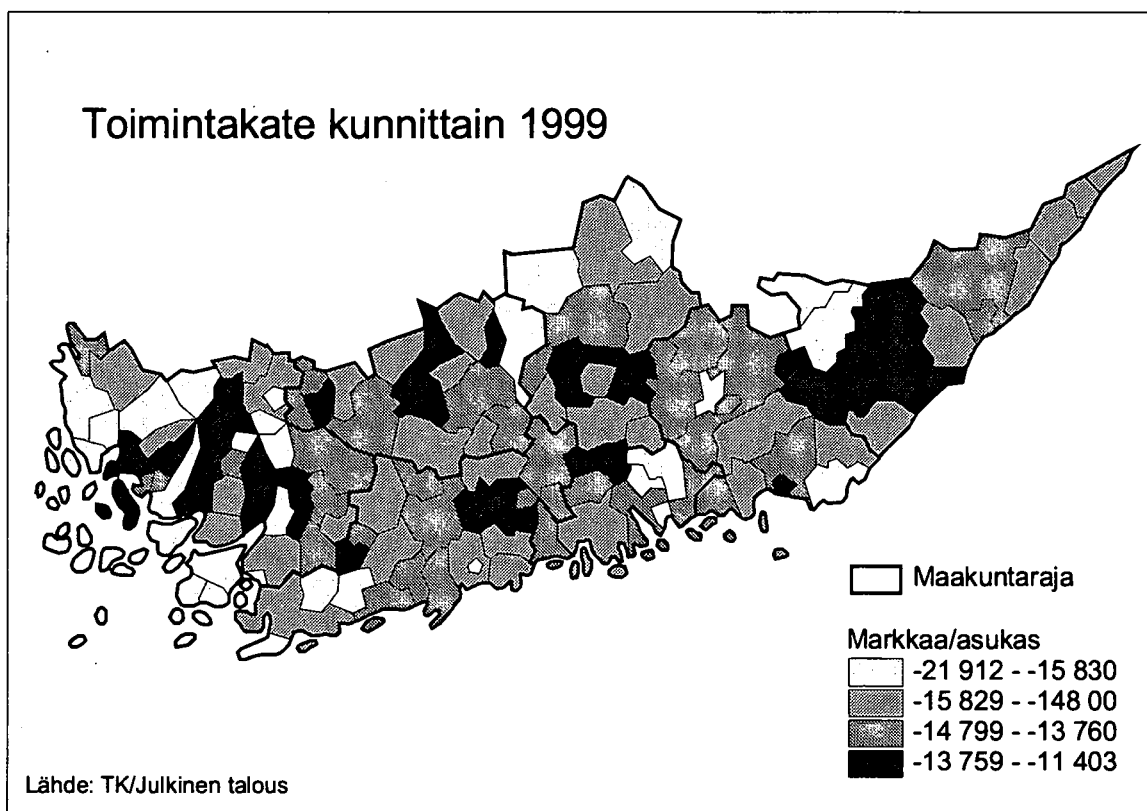 Toimintakate kunnittain 1999
Maakuntaraja
Markkaa/asukas
-21 912 - -15 830
-15 829 - -148 00
-14 799 - -13 760
-13 759 - -11 403
Lähde: TK/Julkinen talous